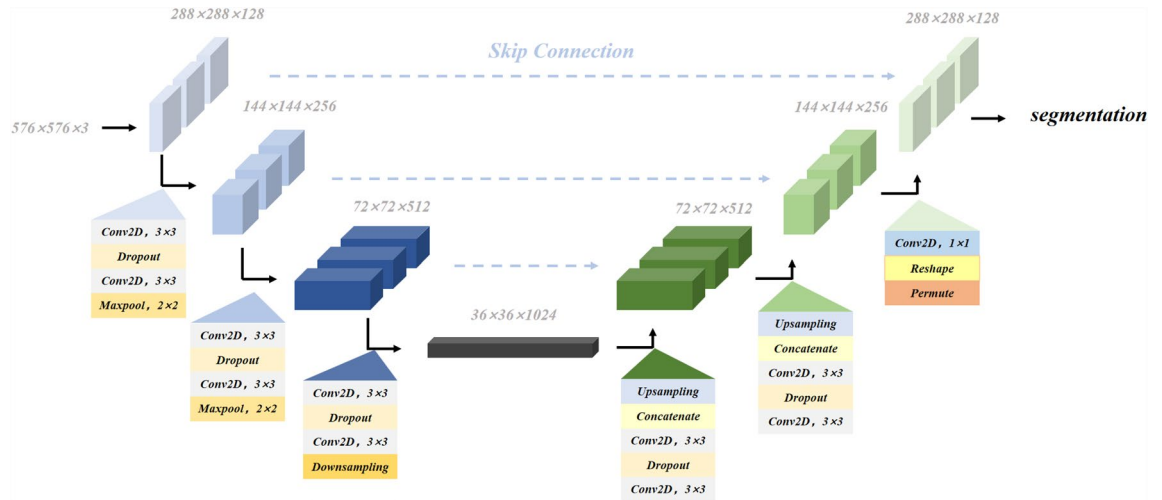 288×288×128
288×288×128
Skip Connection
144×144×256
144×144×256
576×576×3
segmentation
72×72×512
72×72×512
Conv2D, 3×3
Dropout
Conv2D, 3×3
Maxpool, 2×2
Conv2D, 1×1
Reshape
Permute
36×36×1024
Conv2D, 3×3
Dropout
Conv2D, 3×3
Maxpool, 2×2
Upsampling
Concatenate
Conv2D, 3×3
Dropout
Conv2D, 3×3
Conv2D, 3×3
Dropout
Conv2D, 3×3
Downsampling
Upsampling
Concatenate
Conv2D, 3×3
Dropout
Conv2D, 3×3